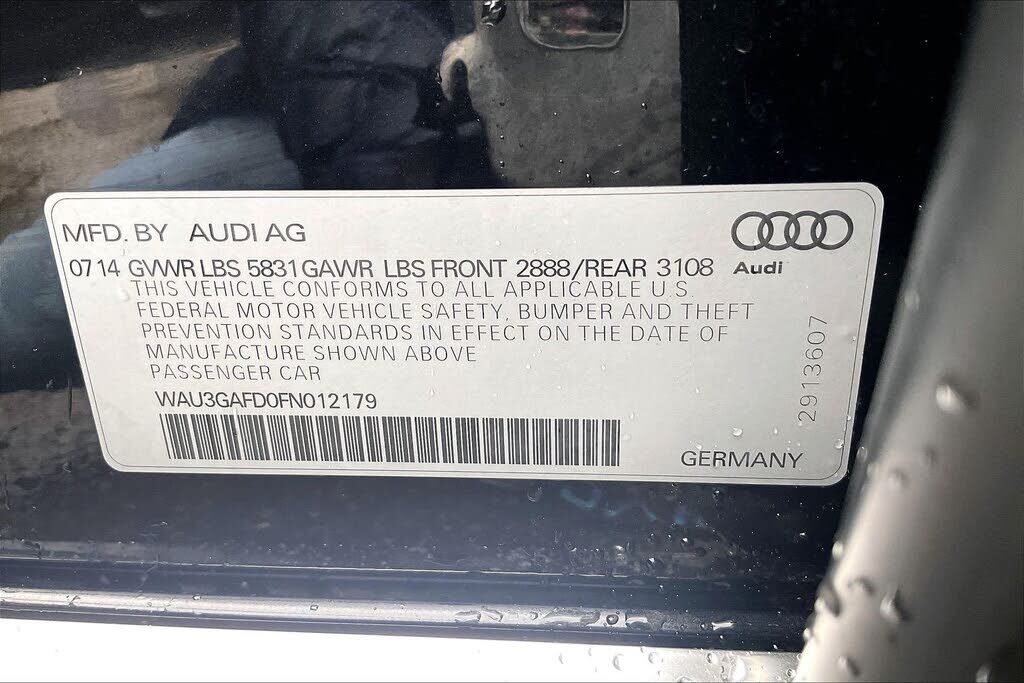 MFD. BY AUDI AG
Audi
07 14 GVWR LBS 5831 GAWR LBS FRONT 2888/REAR 3108
THIS VEHICLE CONFORMS TO ALL APPLICABLE U.S.
FEDERAL MOTOR VEHICLE SAFETY, BUMPER AND THEFT
PREVENTION STANDARDS IN EFFECT ON THE DATE OF
MANUFACTURE SHOWN ABOVE
PASSENGER CAR
WAU3GAFD0FN012179
GERMANY
2913607